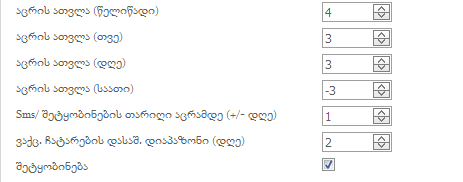 აცრის ათვლა (წელიწადი) 4
აცრის ათვლა (თვე) 3
აცრის ათვლა (დღე) 3
აცრის ათვლა (საათი) -3
Sms/ შეტყობინების თარიღი აცრამდე (+/- დღე) 1
ვაქც. ჩატარების დასაშ. დიაპაზონი (დღე) 2
შეტყობინება